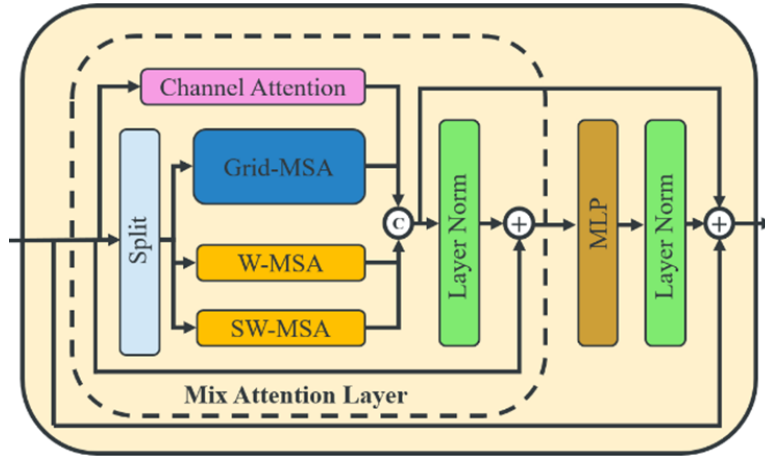 Channel Attention
Split
Grid-MSA
W-MSA
SW-MSA
C
Layer Norm
+
MLP
Layer Norm
+
Mix Attention Layer